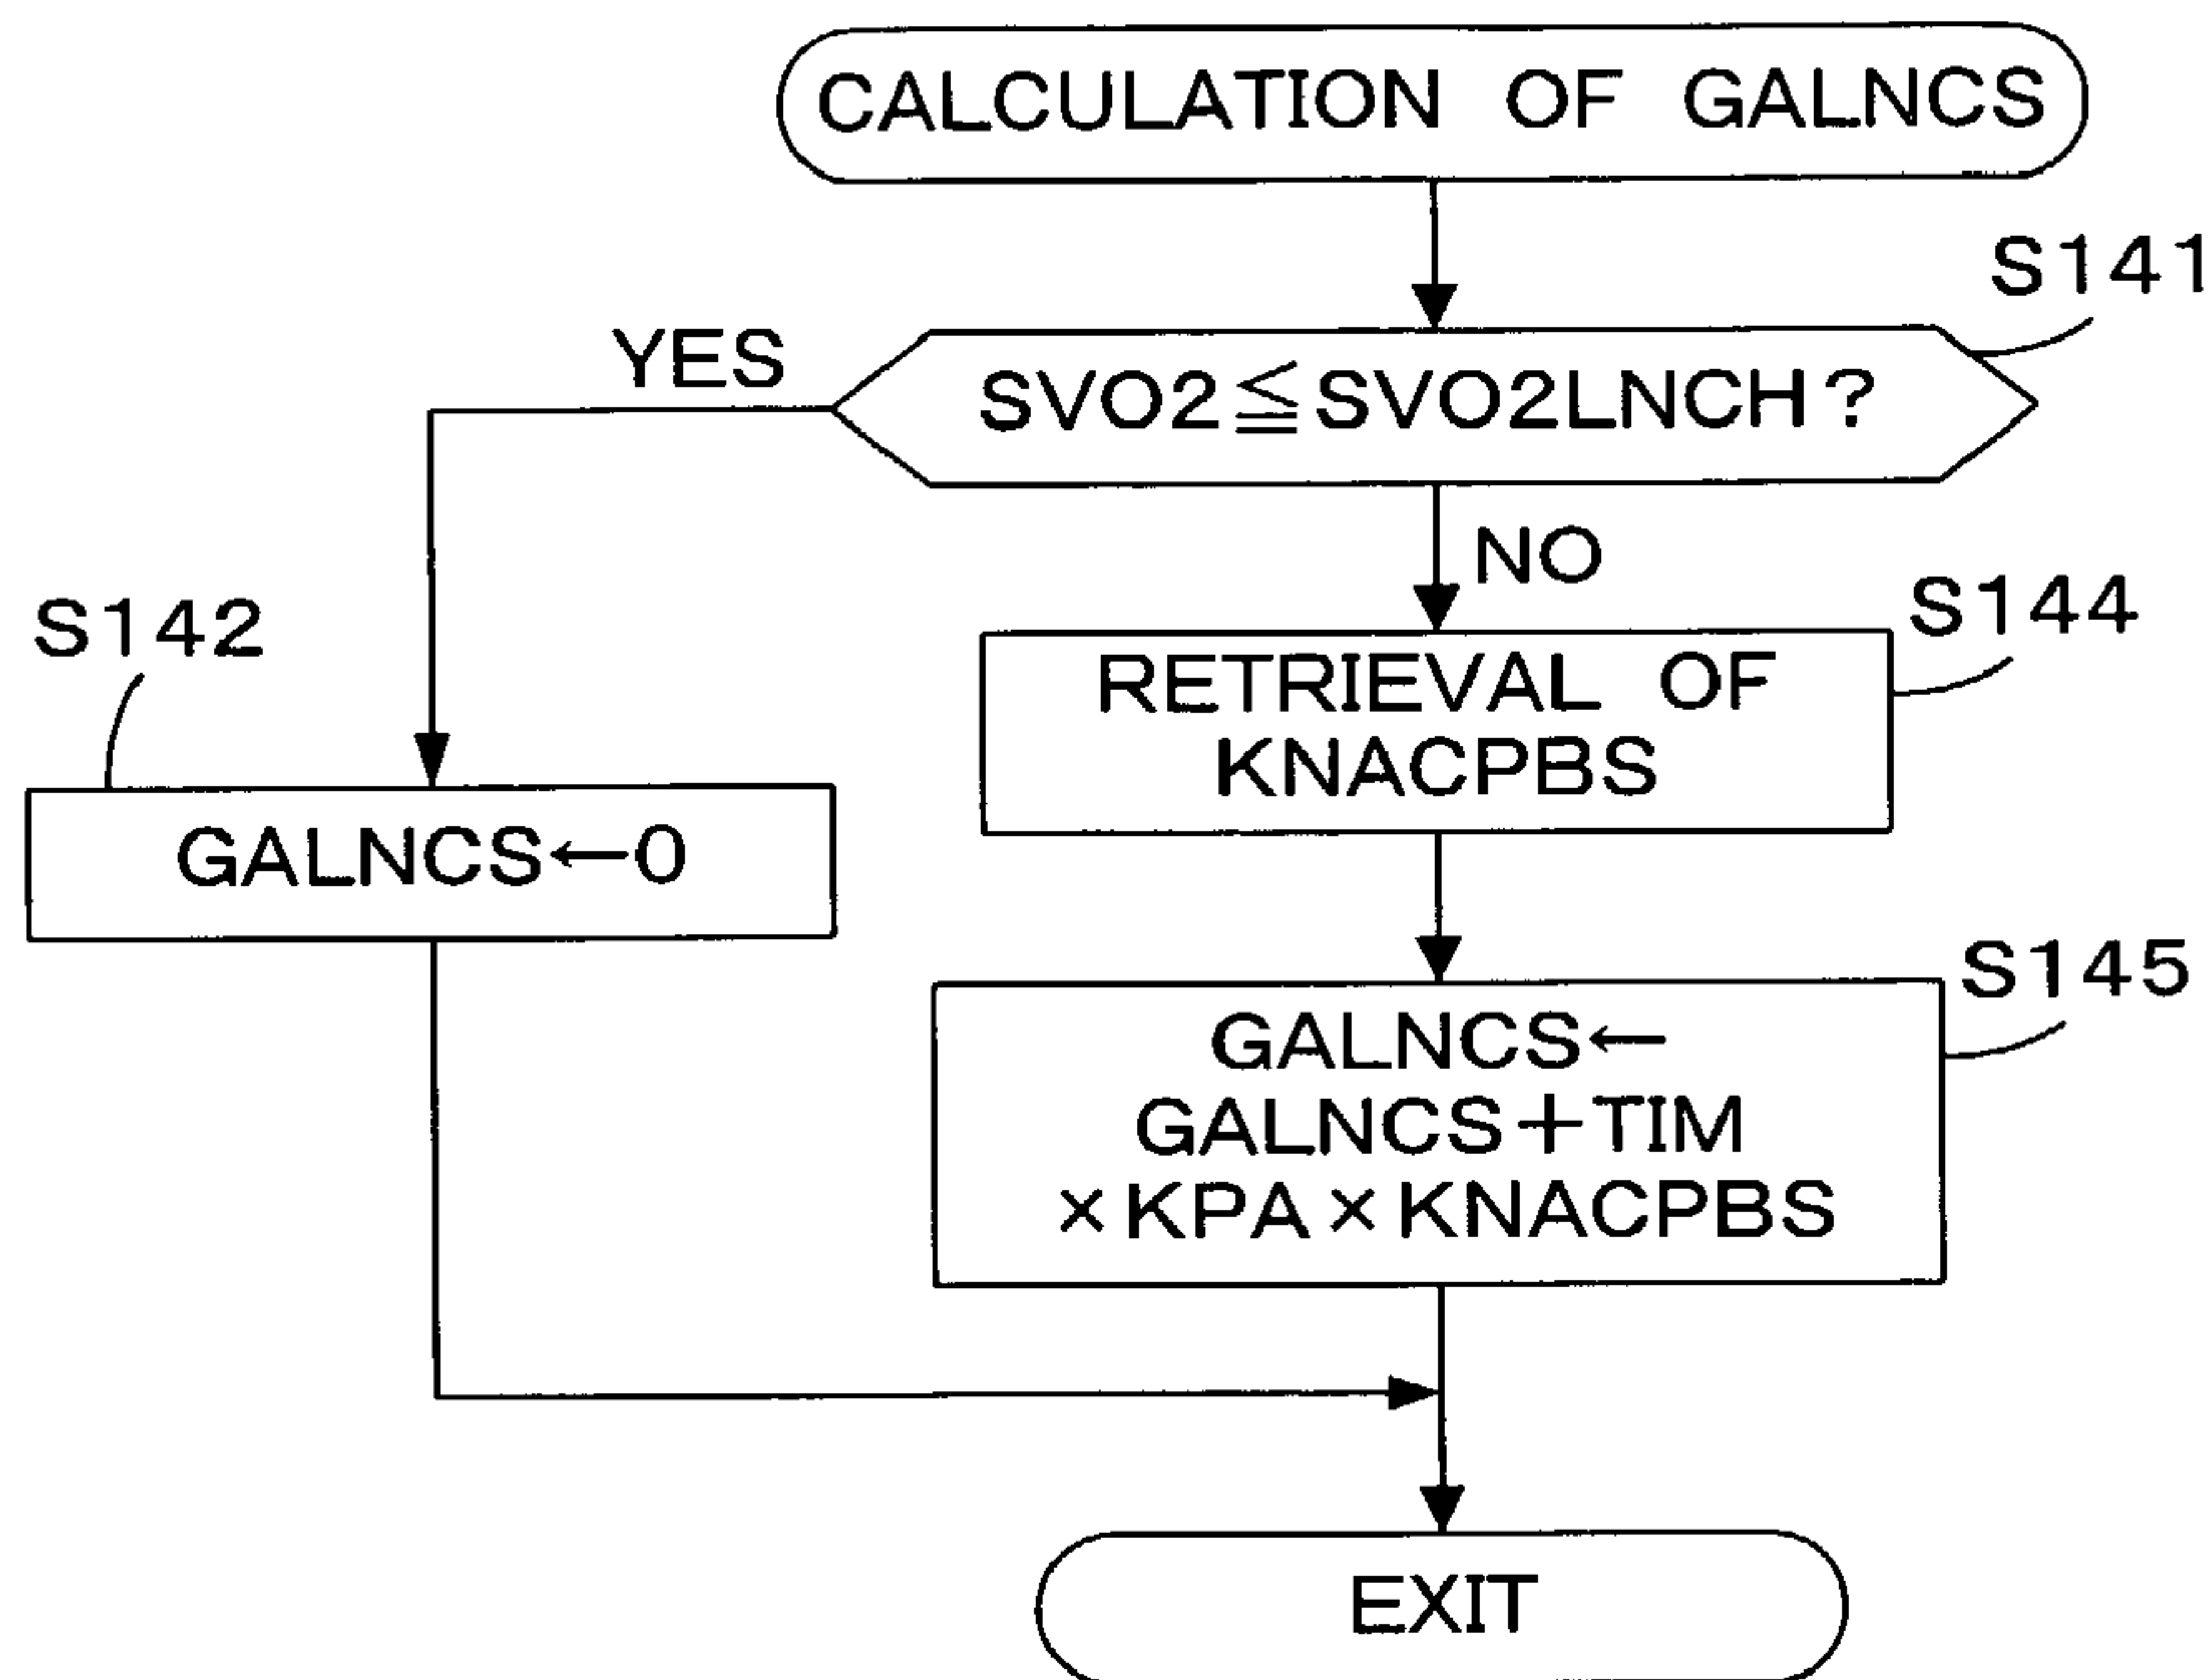 CALCULATION OF GALNCS
S141
YES
SVO2≦SVO2LNCH?
NO
S142
S144
RETRIEVAL OF
KNACPBS
GALNCS←0
S145
GALNCS←
GALNCS+TIM
×KPA×KNACPBS
EXIT